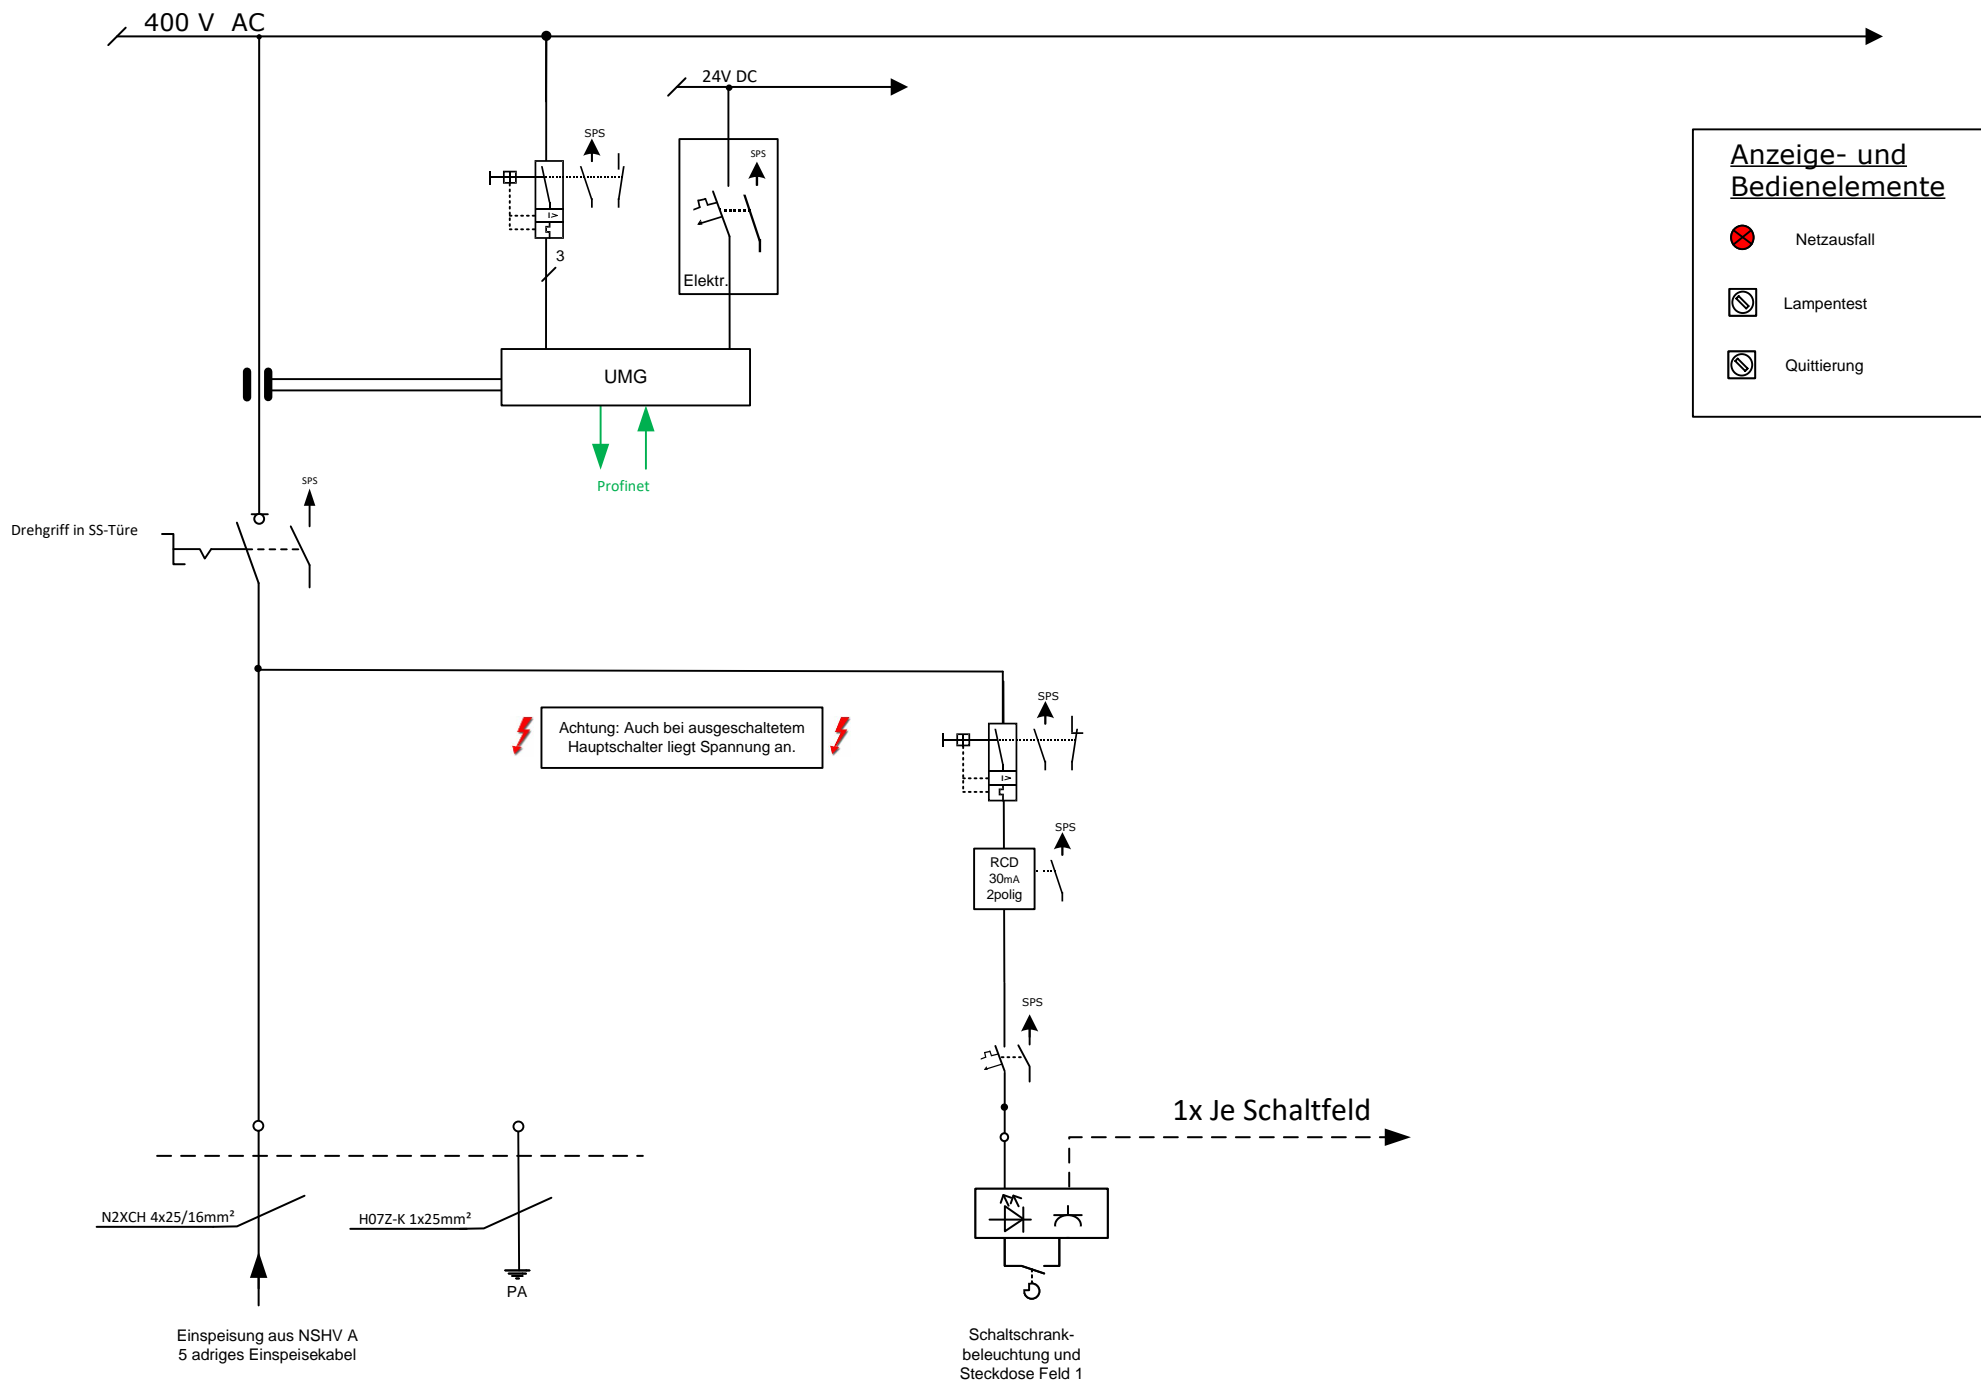 400 V  AC
24V DC
SPS
SPS
I>
3
Elektr.
UMG
Profinet
Anzeige- und
Bedienelemente
Netzausfall
Lampentest
Quittierung
SPS
Drehgriff in SS-Türe
Achtung: Auch bei ausgeschaltetem
Hauptschalter liegt Spannung an.
SPS
I>
SPS
RCD
30mA
2polig
SPS
1x Je Schaltfeld
N2XCH 4x25/16mm²
H07Z-K 1x25mm²
PA
Einspeisung aus NSHV A
5 adriges Einspeisekabel
Schaltschrank-
beleuchtung und
Steckdose Feld 1